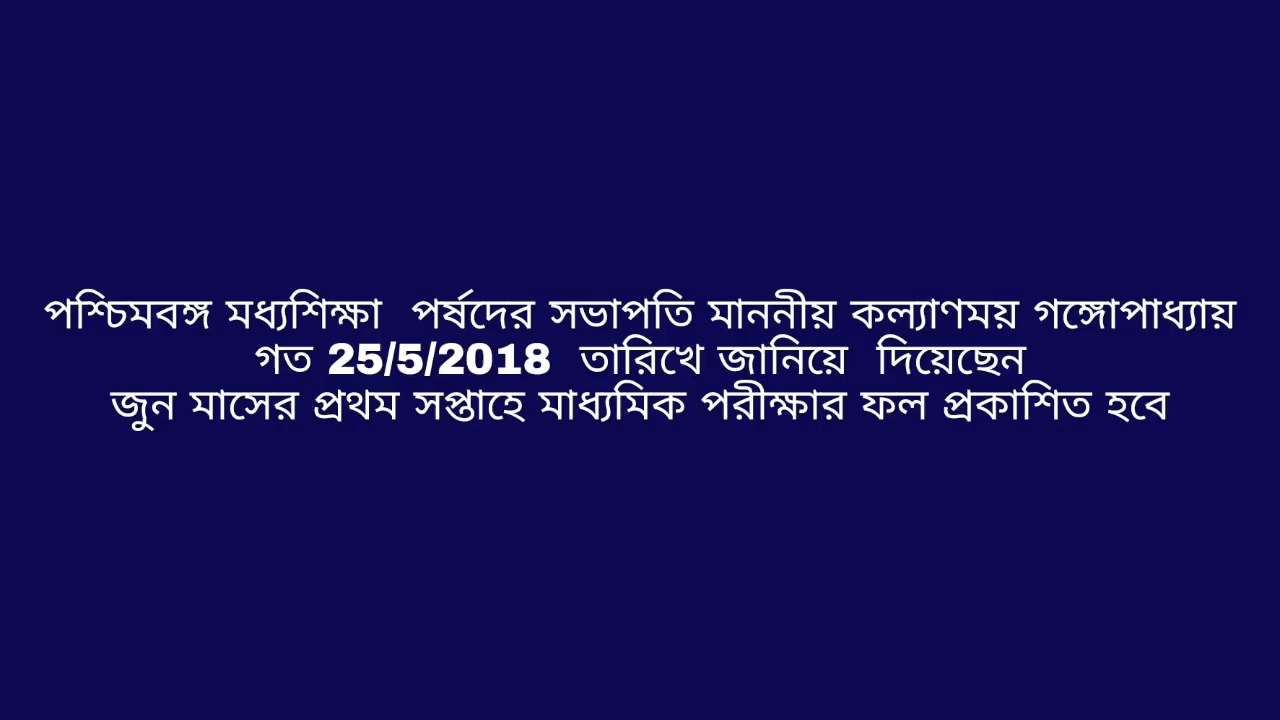 পশ্চিমবঙ্গ মধ্যশিক্ষা পর্ষদের সভাপতি মাননীয় কল্যাণময় গঙ্গোপাধ্যায়
গত 25/5/2018 তারিখে জানিয়ে দিয়েছেন
জুন মাসের প্রথম সপ্তাহে মাধ্যমিক পরীক্ষার ফল প্রকাশিত হবে